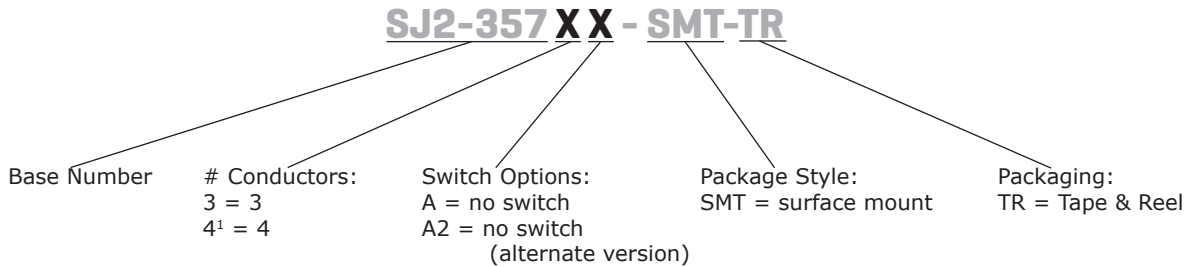 SJ2-357 X X - SMT-TR
Base Number
# Conductors:
3 = 3
4¹ = 4
Switch Options:
A = no switch
A2 = no switch
(alternate version)
Package Style:
SMT = surface mount
Packaging:
TR = Tape & Reel